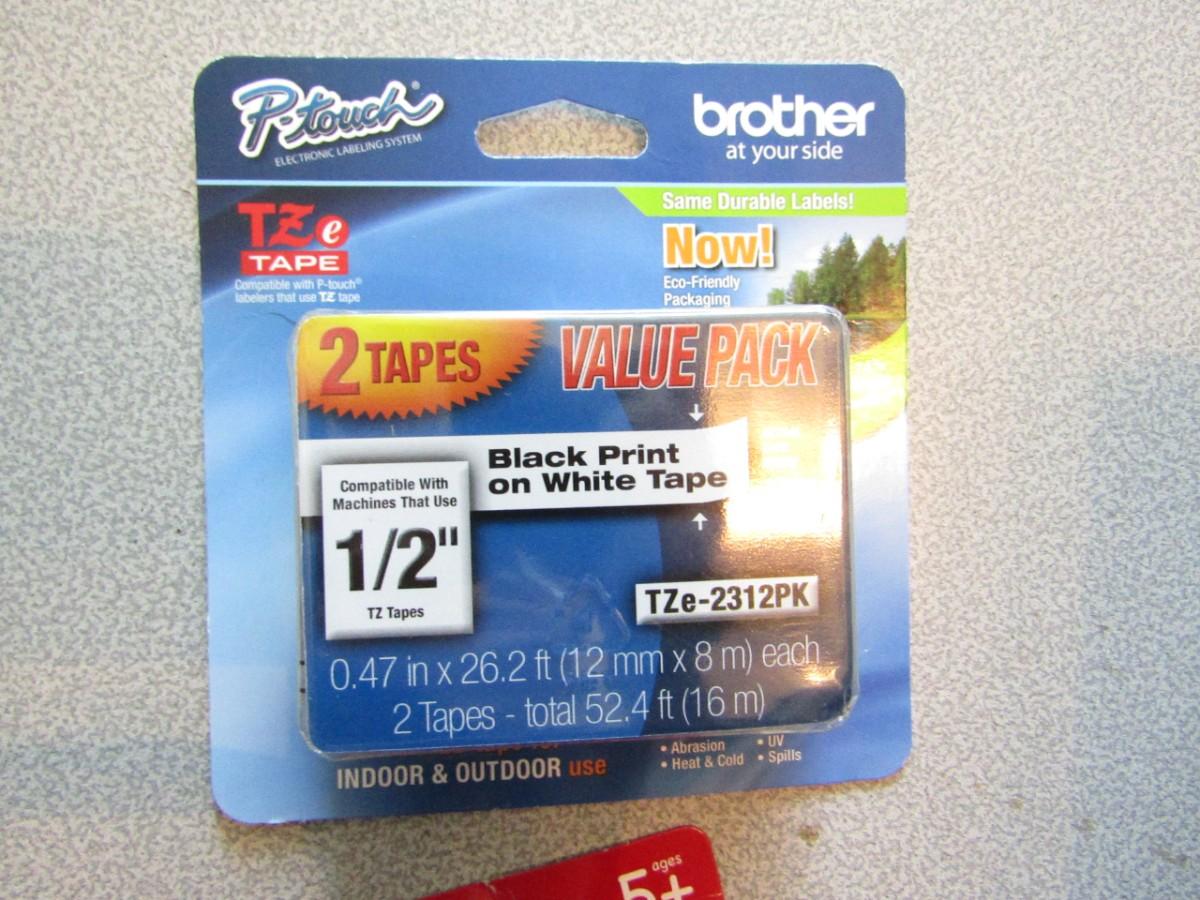 P-touch®
ELECTRONIC LABELING SYSTEM
brother
at your side
Same Durable Labels!
TZe
TAPE
Compatible with P-touch®
labelers that use TZ tape
Now!
Eco-Friendly
Packaging
2 TAPES
VALUE PACK
Black Print
on White Tape
Compatible With
Machines That Use
1/2"
TZ Tapes
TZe-2312PK
0.47 in x 26.2 ft (12 mm x 8 m) each
2 Tapes - total 52.4 ft (16 m)
INDOOR & OUTDOOR use
• Abrasion
• Heat & Cold
• UV
• Spills
ages
5+